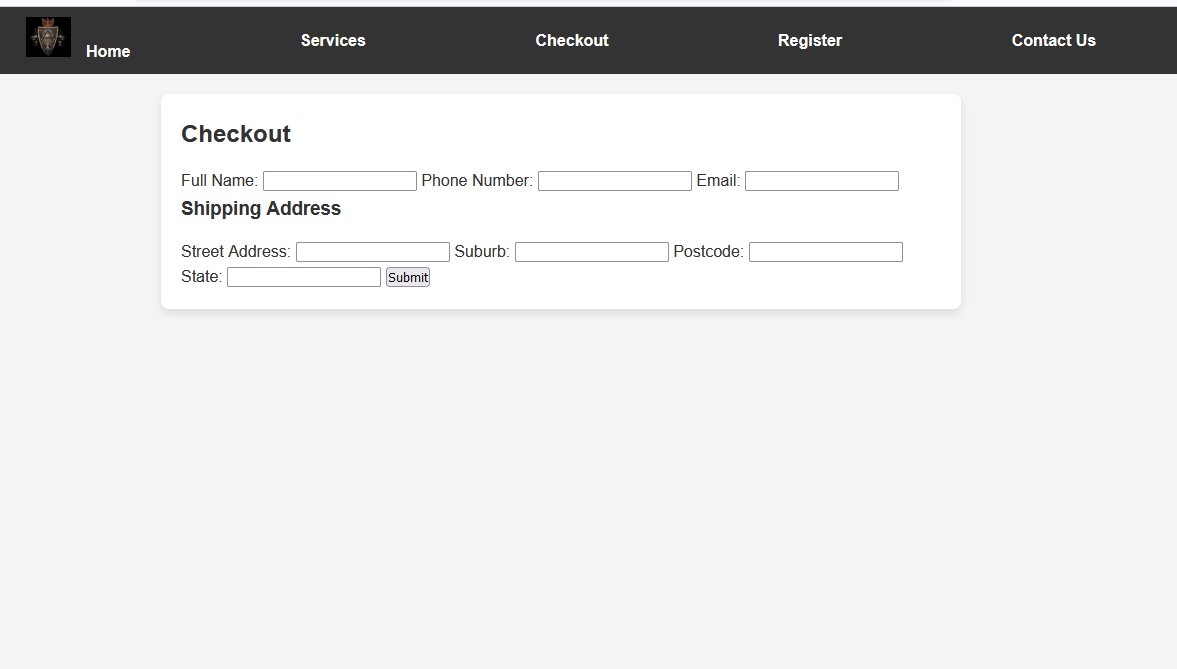 Home Services Checkout Register Contact Us
Checkout
Full Name: Phone Number: Email:
Shipping Address
Street Address: Suburb: Postcode:
State: Submit